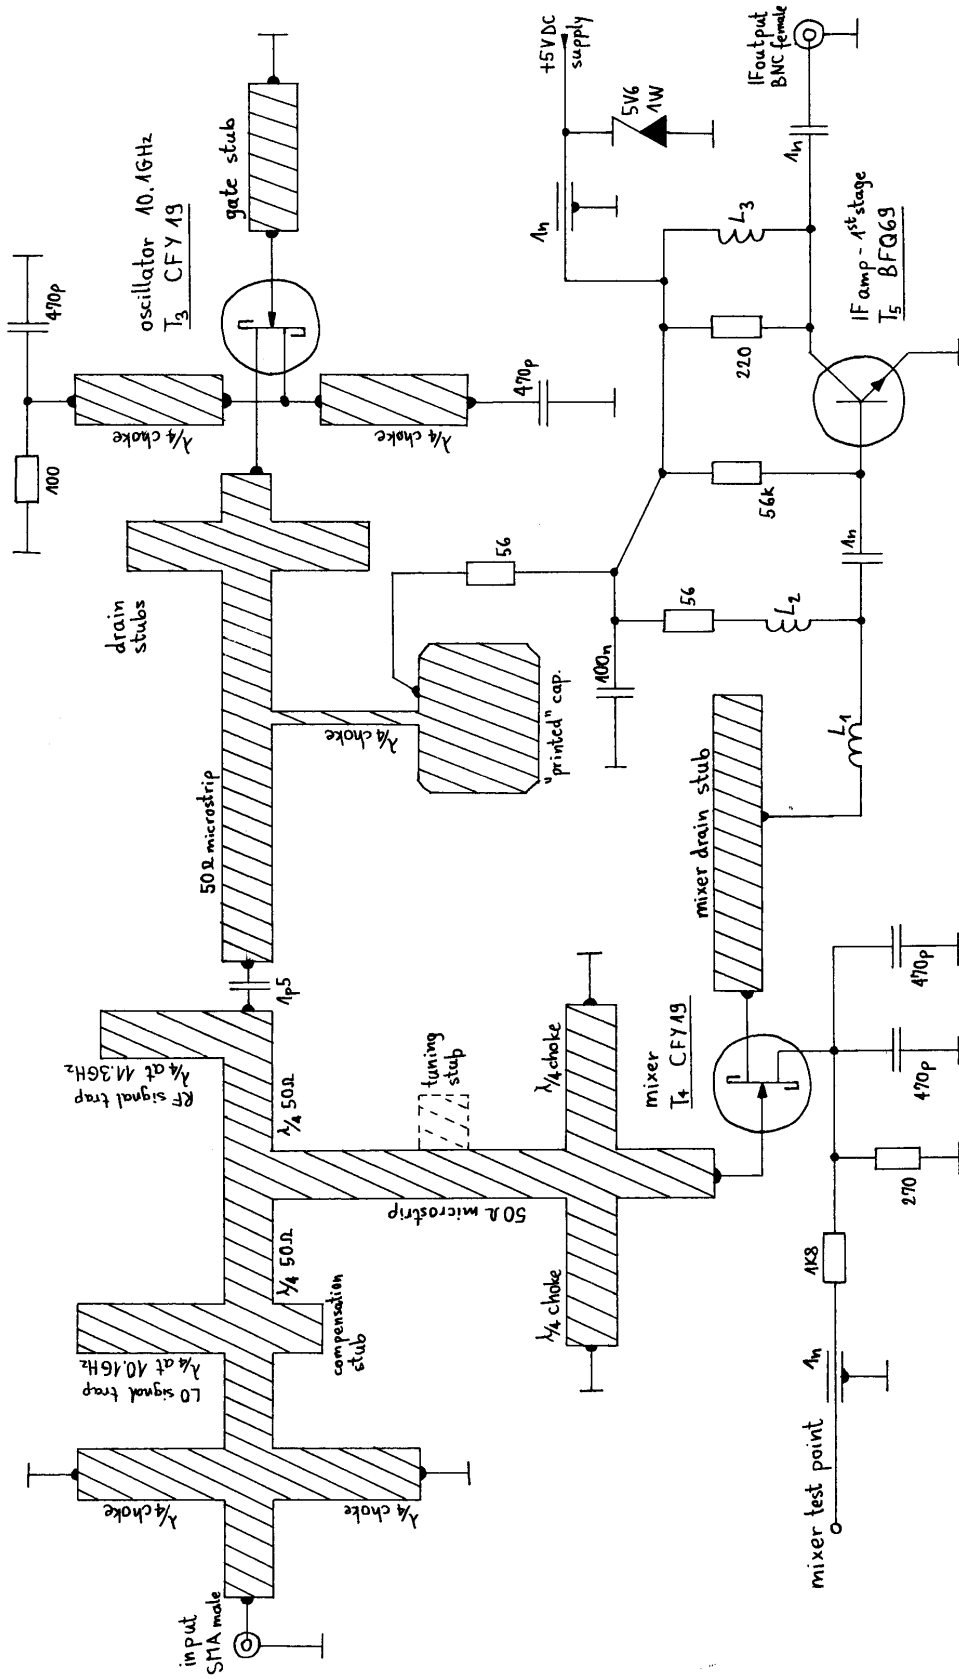 input
SMA male
λ/4 choke
λ/4 choke
LO signal trap
λ/4 at 10.1GHz
compensation
stub
λ/4 50Ω
RF signal trap
λ/4 at 11.3GHz
λ/4 50Ω
1p5
50Ω microstrip
drain
stubs
λ/4 choke
"printed" cap.
100
470p
λ/4 choke
λ/4 choke
470p
oscillator 10.1GHz
T3 CFY 19
gate stub
50Ω microstrip
tuning
stub
λ/4 choke
λ/4 choke
mixer
T4 CFY19
mixer drain stub
56
100n
56
L2
L1
1n
56k
220
L3
1n
5V6
1W
+5VDC
supply
IF amp - 1st stage
T5 BFQ69
1n
IF output
BNC female
mixer test point
1n
1k8
270
470p
470p